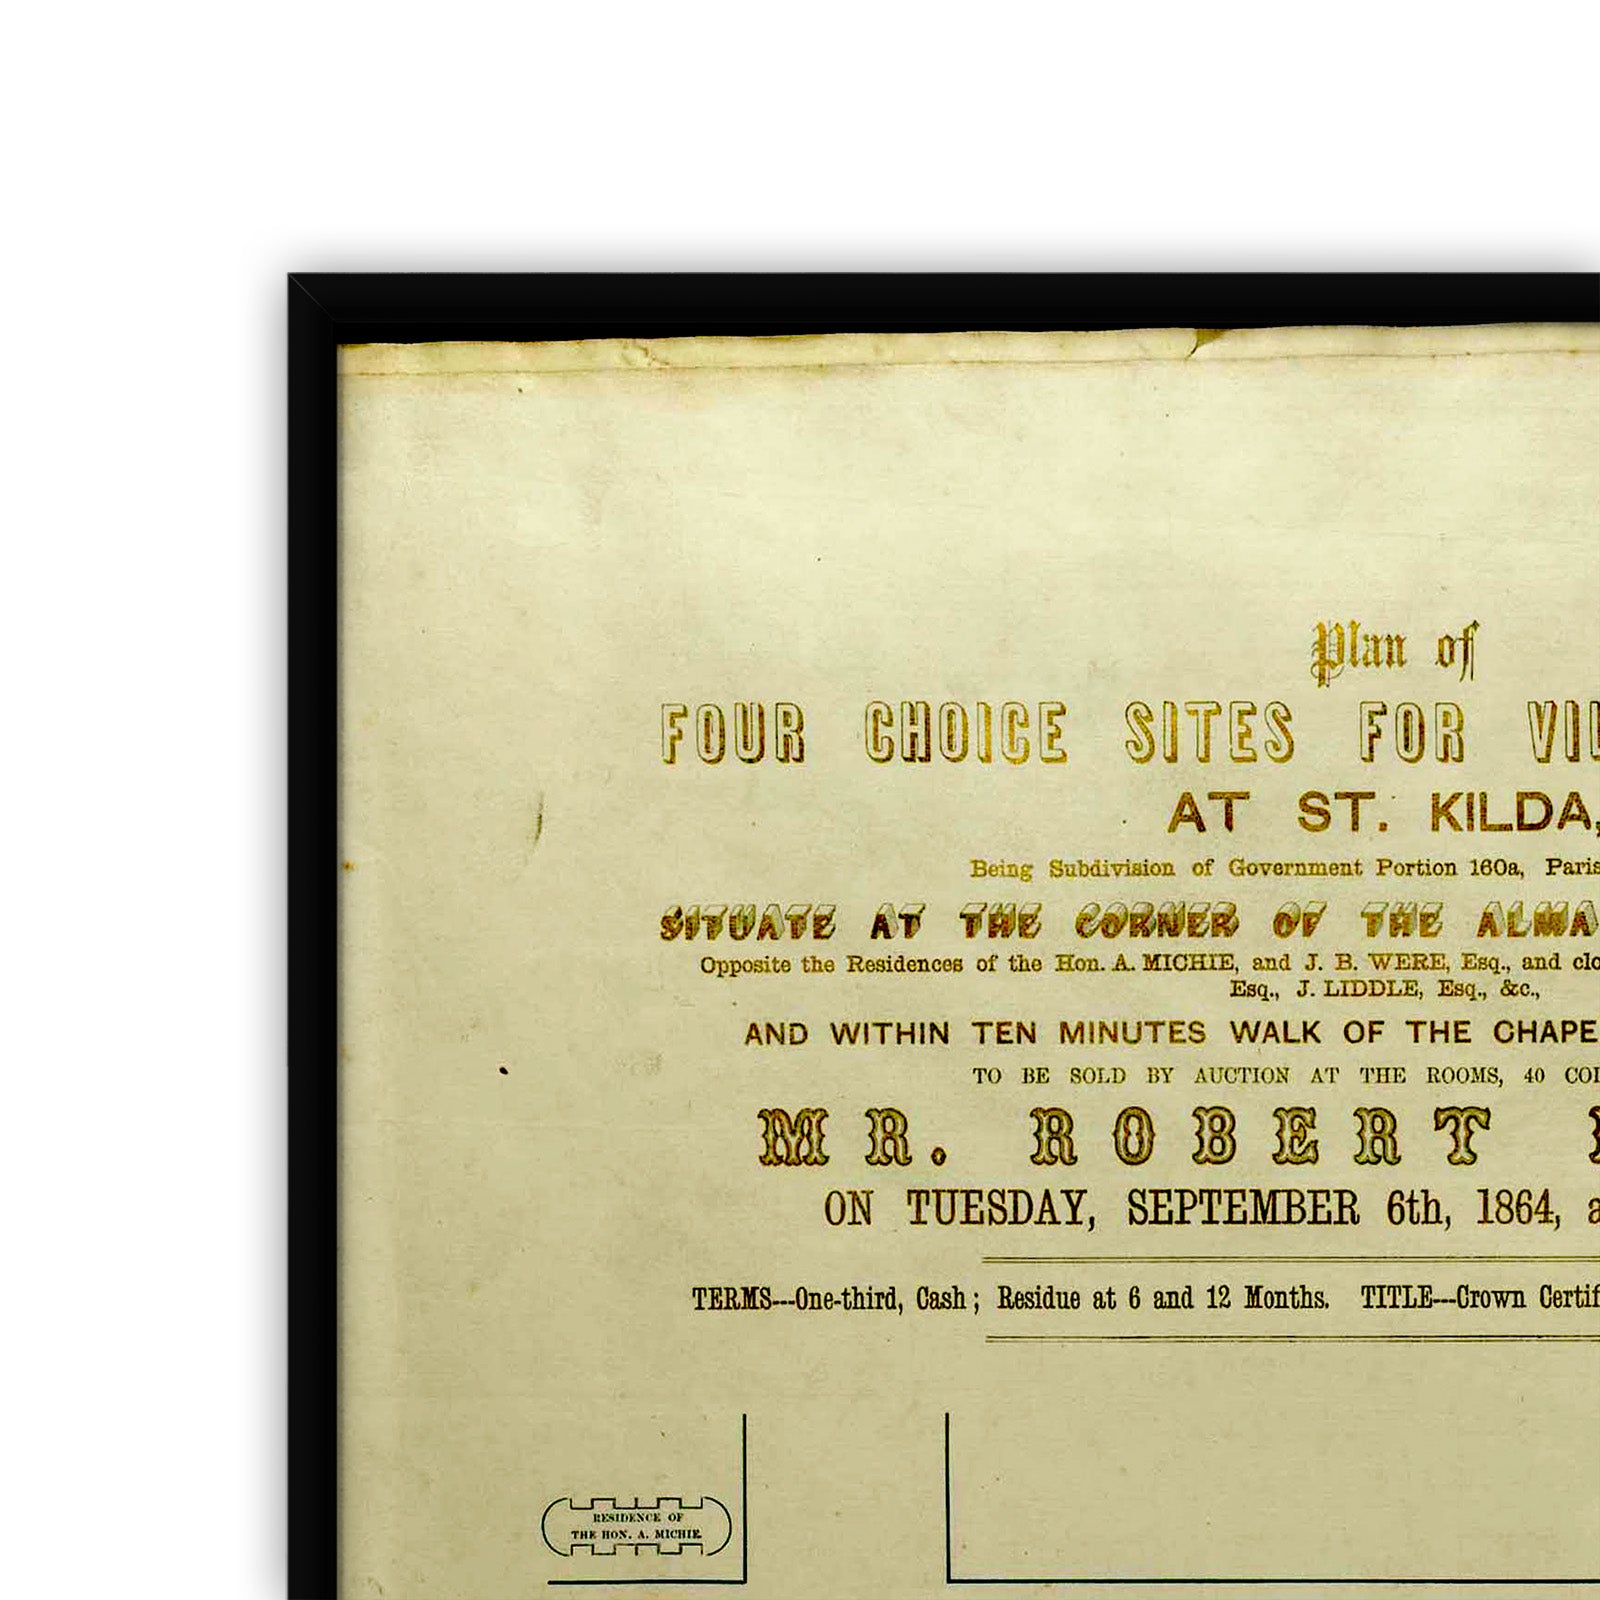 Plan of
FOUR CHOICE SITES FOR
AT ST. KILDA,
Being Subdivision of Government Portion 160a,
SITUATE AT THE CORNER OF THE ALMA
Opposite the Residences of the Hon. A. MICHIE, and J. B. WERE, Esq., and
Esq., J. LIDDLE, Esq., &c.,
AND WITHIN TEN MINUTES WALK OF THE
TO BE SOLD BY AUCTION AT THE ROOMS, 40
MR. ROBERT
ON TUESDAY, SEPTEMBER 6th, 1864,
TERMS---One-third, Cash; Residue at 6 and 12 Months. TITLE---Crown
RESIDENCE OF
THE HON. A. MICHIE